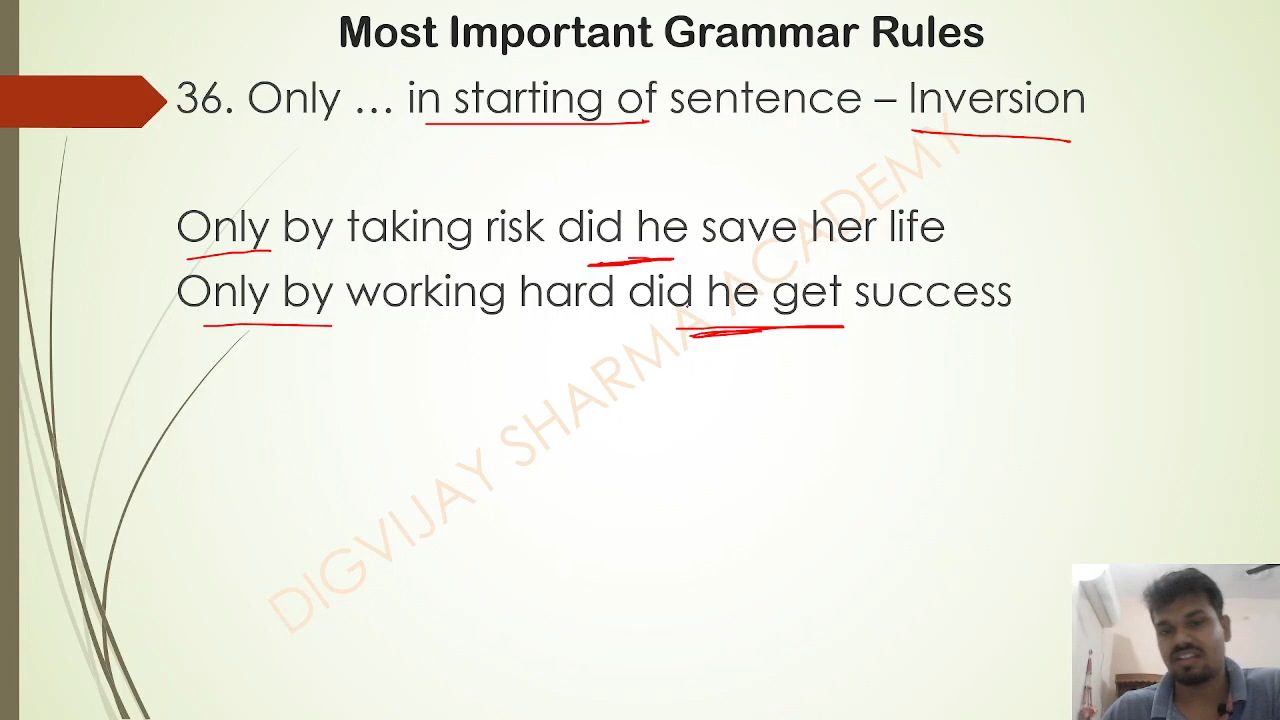 Most Important Grammar Rules
36. Only … in starting of sentence – Inversion
Only by taking risk did he save her life
Only by working hard did he get success
DIGVIJAY SHARMA ACADEMY